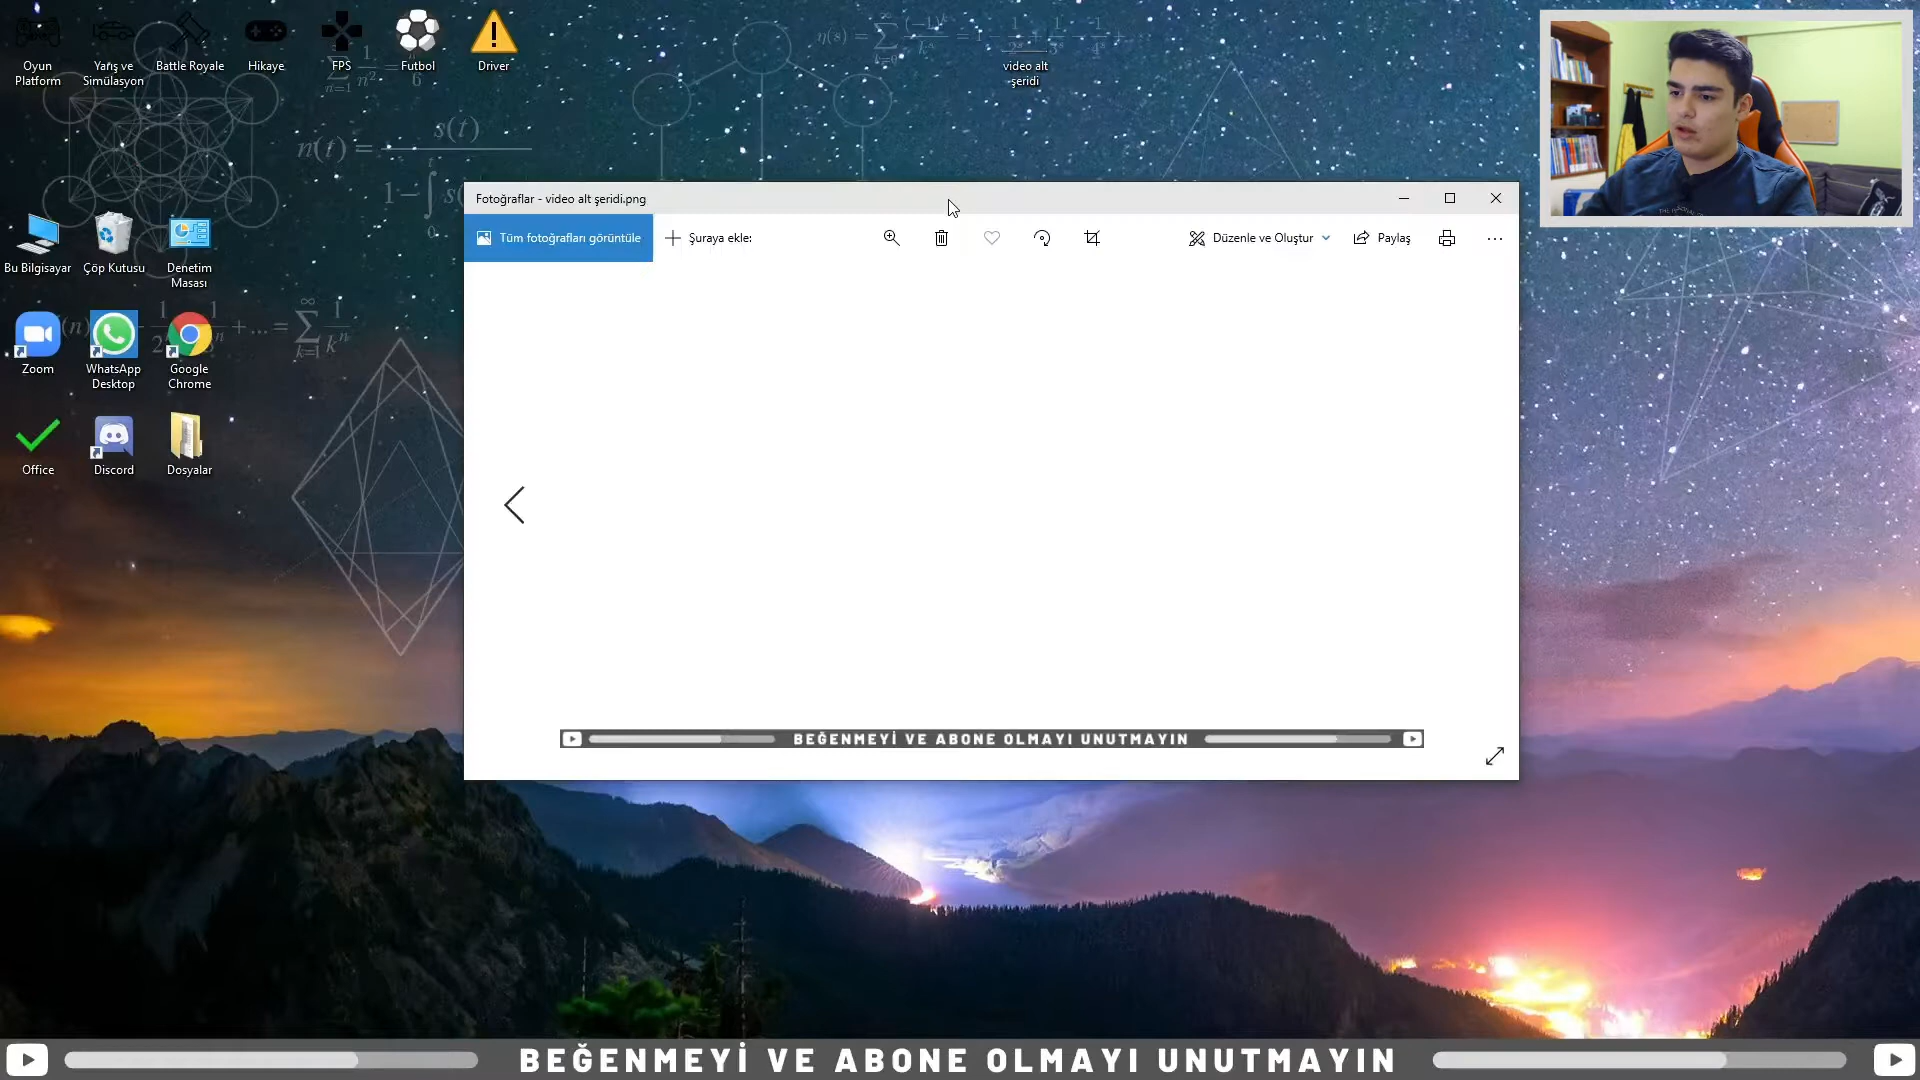 Oyun
Platform
Yarış ve
Simülasyon
Battle Royale
Hikaye
FPS
Futbol
Driver
video alt
şeridi
n(t) = s(t)
Fotoğraflar - video alt şeridi.png
Tüm fotoğrafları görüntüle
Şuraya ekle:
Düzenle ve Oluştur
Paylaş
Bu Bilgisayar
Çöp Kutusu
Denetim
Masası
Zoom
WhatsApp
Desktop
Google
Chrome
Office
Discord
Dosyalar
BEĞENMEYİ VE ABONE OLMAYI UNUTMAYIN
BEĞENMEYİ VE ABONE OLMAYI UNUTMAYIN